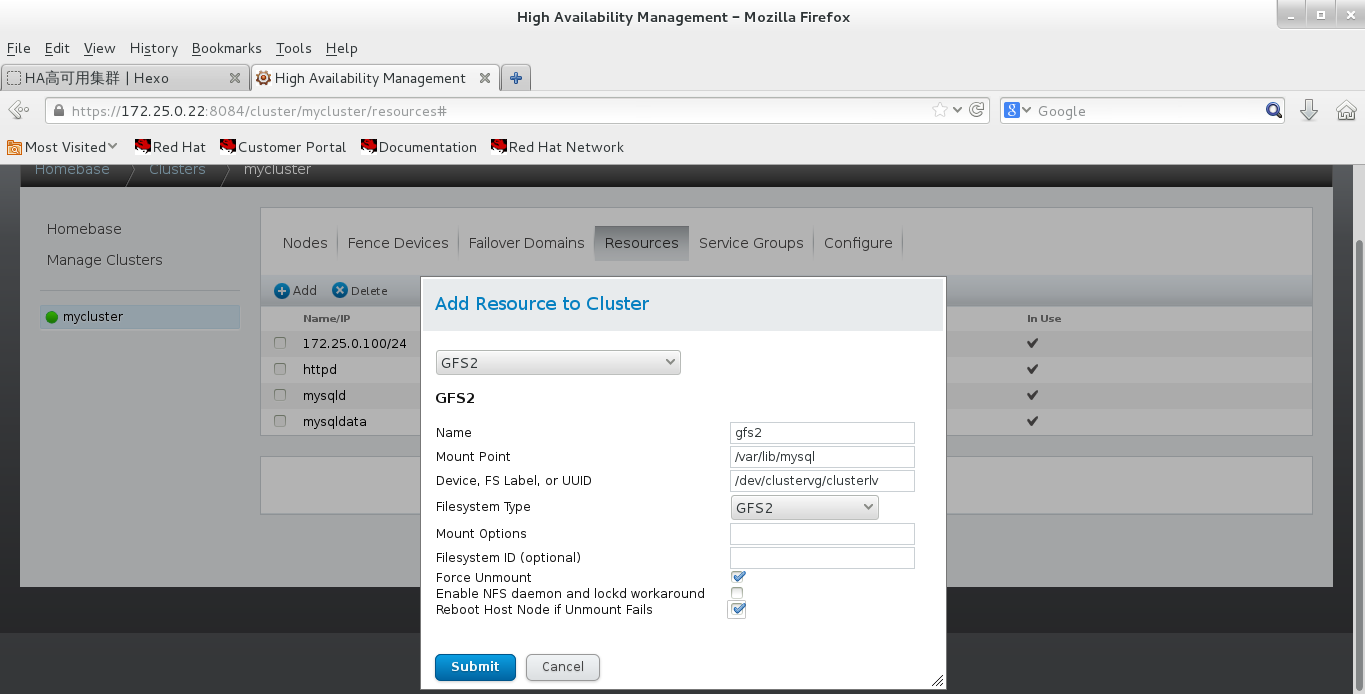 High Availability Management - Mozilla Firefox
File Edit View History Bookmarks Tools Help
HA高可用集群 | Hexo
High Availability Management
https://172.25.0.22:8084/cluster/mycluster/resources#
Google
Most Visited
Red Hat
Customer Portal
Documentation
Red Hat Network
Homebase
Clusters
mycluster
Homebase
Manage Clusters
mycluster
Nodes
Fence Devices
Failover Domains
Resources
Service Groups
Configure
Add
Delete
Name/IP
In Use
172.25.0.100/24
httpd
mysqld
mysqldata
Add Resource to Cluster
GFS2
GFS2
Name
gfs2
Mount Point
/var/lib/mysql
Device, FS Label, or UUID
/dev/clustervg/clusterlv
Filesystem Type
GFS2
Mount Options
Filesystem ID (optional)
Force Unmount
Enable NFS daemon and lockd workaround
Reboot Host Node if Unmount Fails
Submit
Cancel